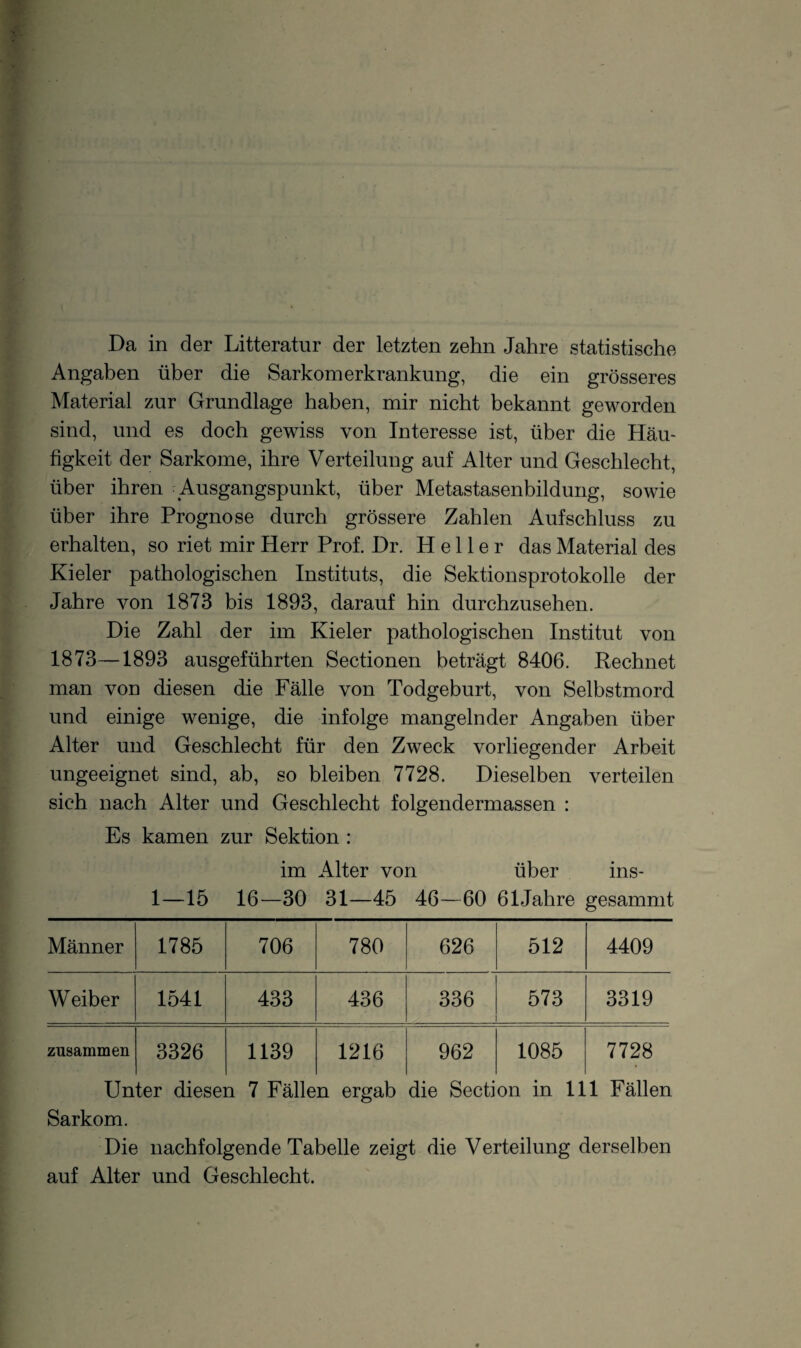 Da in der Litteratur der letzten zehn Jahre statistische
Angaben über die Sarkomerkrankung, die ein grösseres
Material zur Grundlage haben, mir nicht bekannt geworden
sind, und es doch gewiss von Interesse ist, über die Häu-
figkeit der Sarkome, ihre Verteilung auf Alter und Geschlecht,
über ihren Ausgangspunkt, über Metastasenbildung, sowie
über ihre Prognose durch grössere Zahlen Aufschluss zu
erhalten, so riet mir Herr Prof. Dr. Heller das Material des
Kieler pathologischen Instituts, die Sektionsprotokolle der
Jahre von 1873 bis 1893, darauf hin durchzusehen.
Die Zahl der im Kieler pathologischen Institut von
1873—1893 ausgeführten Sectionen beträgt 8406. Rechnet
man von diesen die Fälle von Todgeburt, von Selbstmord
und einige wenige, die infolge mangelnder Angaben über
Alter und Geschlecht für den Zweck vorliegender Arbeit
ungeeignet sind, ab, so bleiben 7728. Dieselben verteilen
sich nach Alter und Geschlecht folgendermassen :
Es kamen zur Sektion :
im Alter von über ins-
1—15 16—30 31—45 46—60 61Jahre gesammt
Männer 1785 706 780 626 512 4409
Weiber 1541 433 436 336 573 3319
zusammen 3326 1139 1216 962 1085 7728
Unter diesen 7 Fällen ergab die Section in 111 Fällen
Sarkom.
Die nachfolgende Tabelle zeigt die Verteilung derselben
auf Alter und Geschlecht.